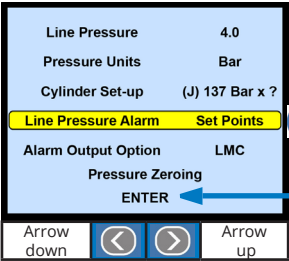 Line Pressure 4.0
Pressure Units Bar
Cylinder Set-up (J) 137 Bar x ?
Line Pressure Alarm Set Points
Alarm Output Option LMC
Pressure Zeroing
ENTER
Arrow down Arrow up